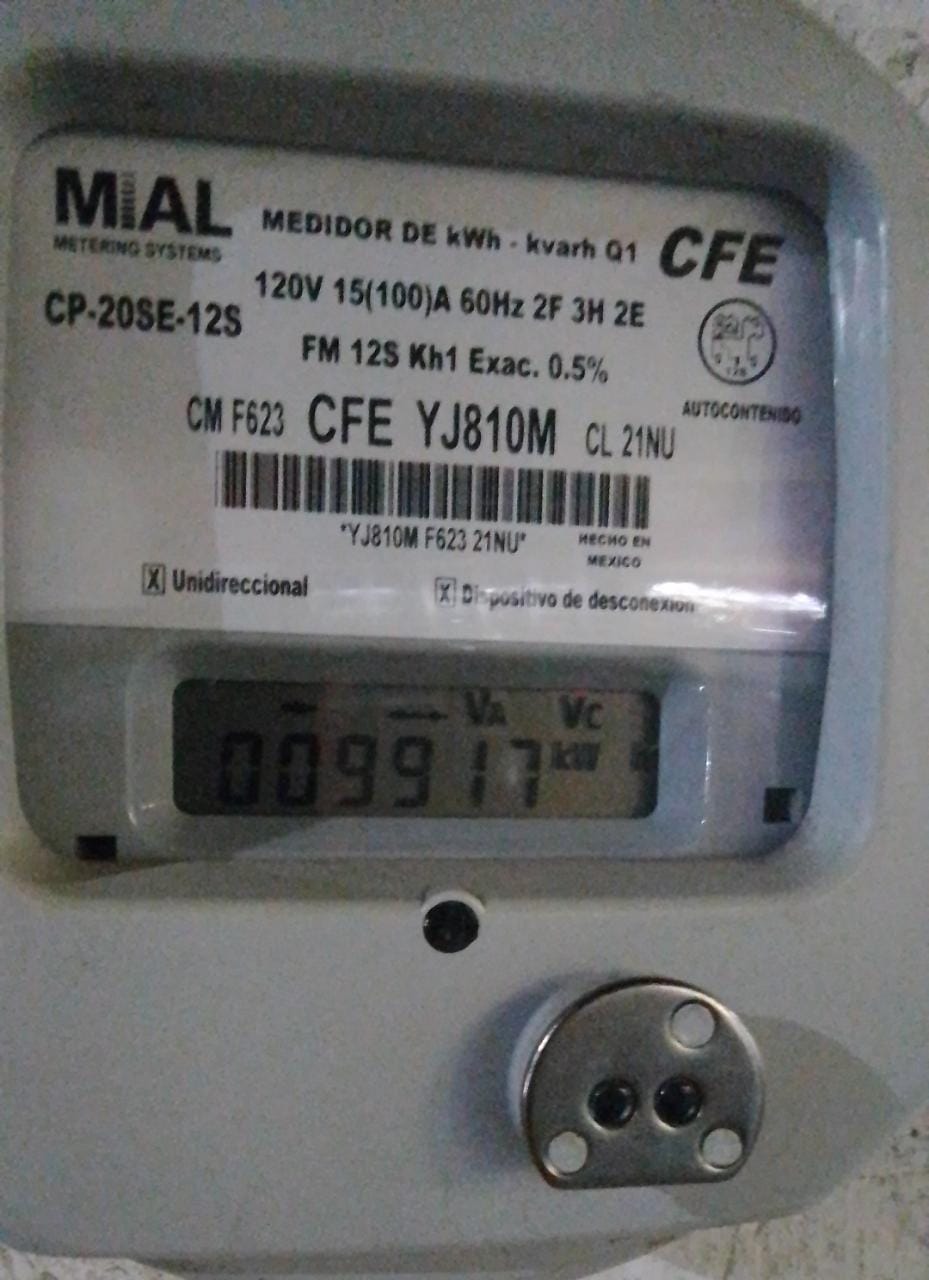 MIAL
METERING SYSTEMS
MEDIDOR DE kWh - kvarh Q1
CFE
CP-20SE-12S
120V 15(100)A 60Hz 2F 3H 2E
FM 12S Kh1 Exac. 0.5%
AUTOCONTENIDO
CM F623 CFE YJ810M CL 21NU
*YJ810M F623 21NU*
HECHO EN
MEXICO
X Unidireccional
X Dispositivo de desconexión
VA VC
009917 kW